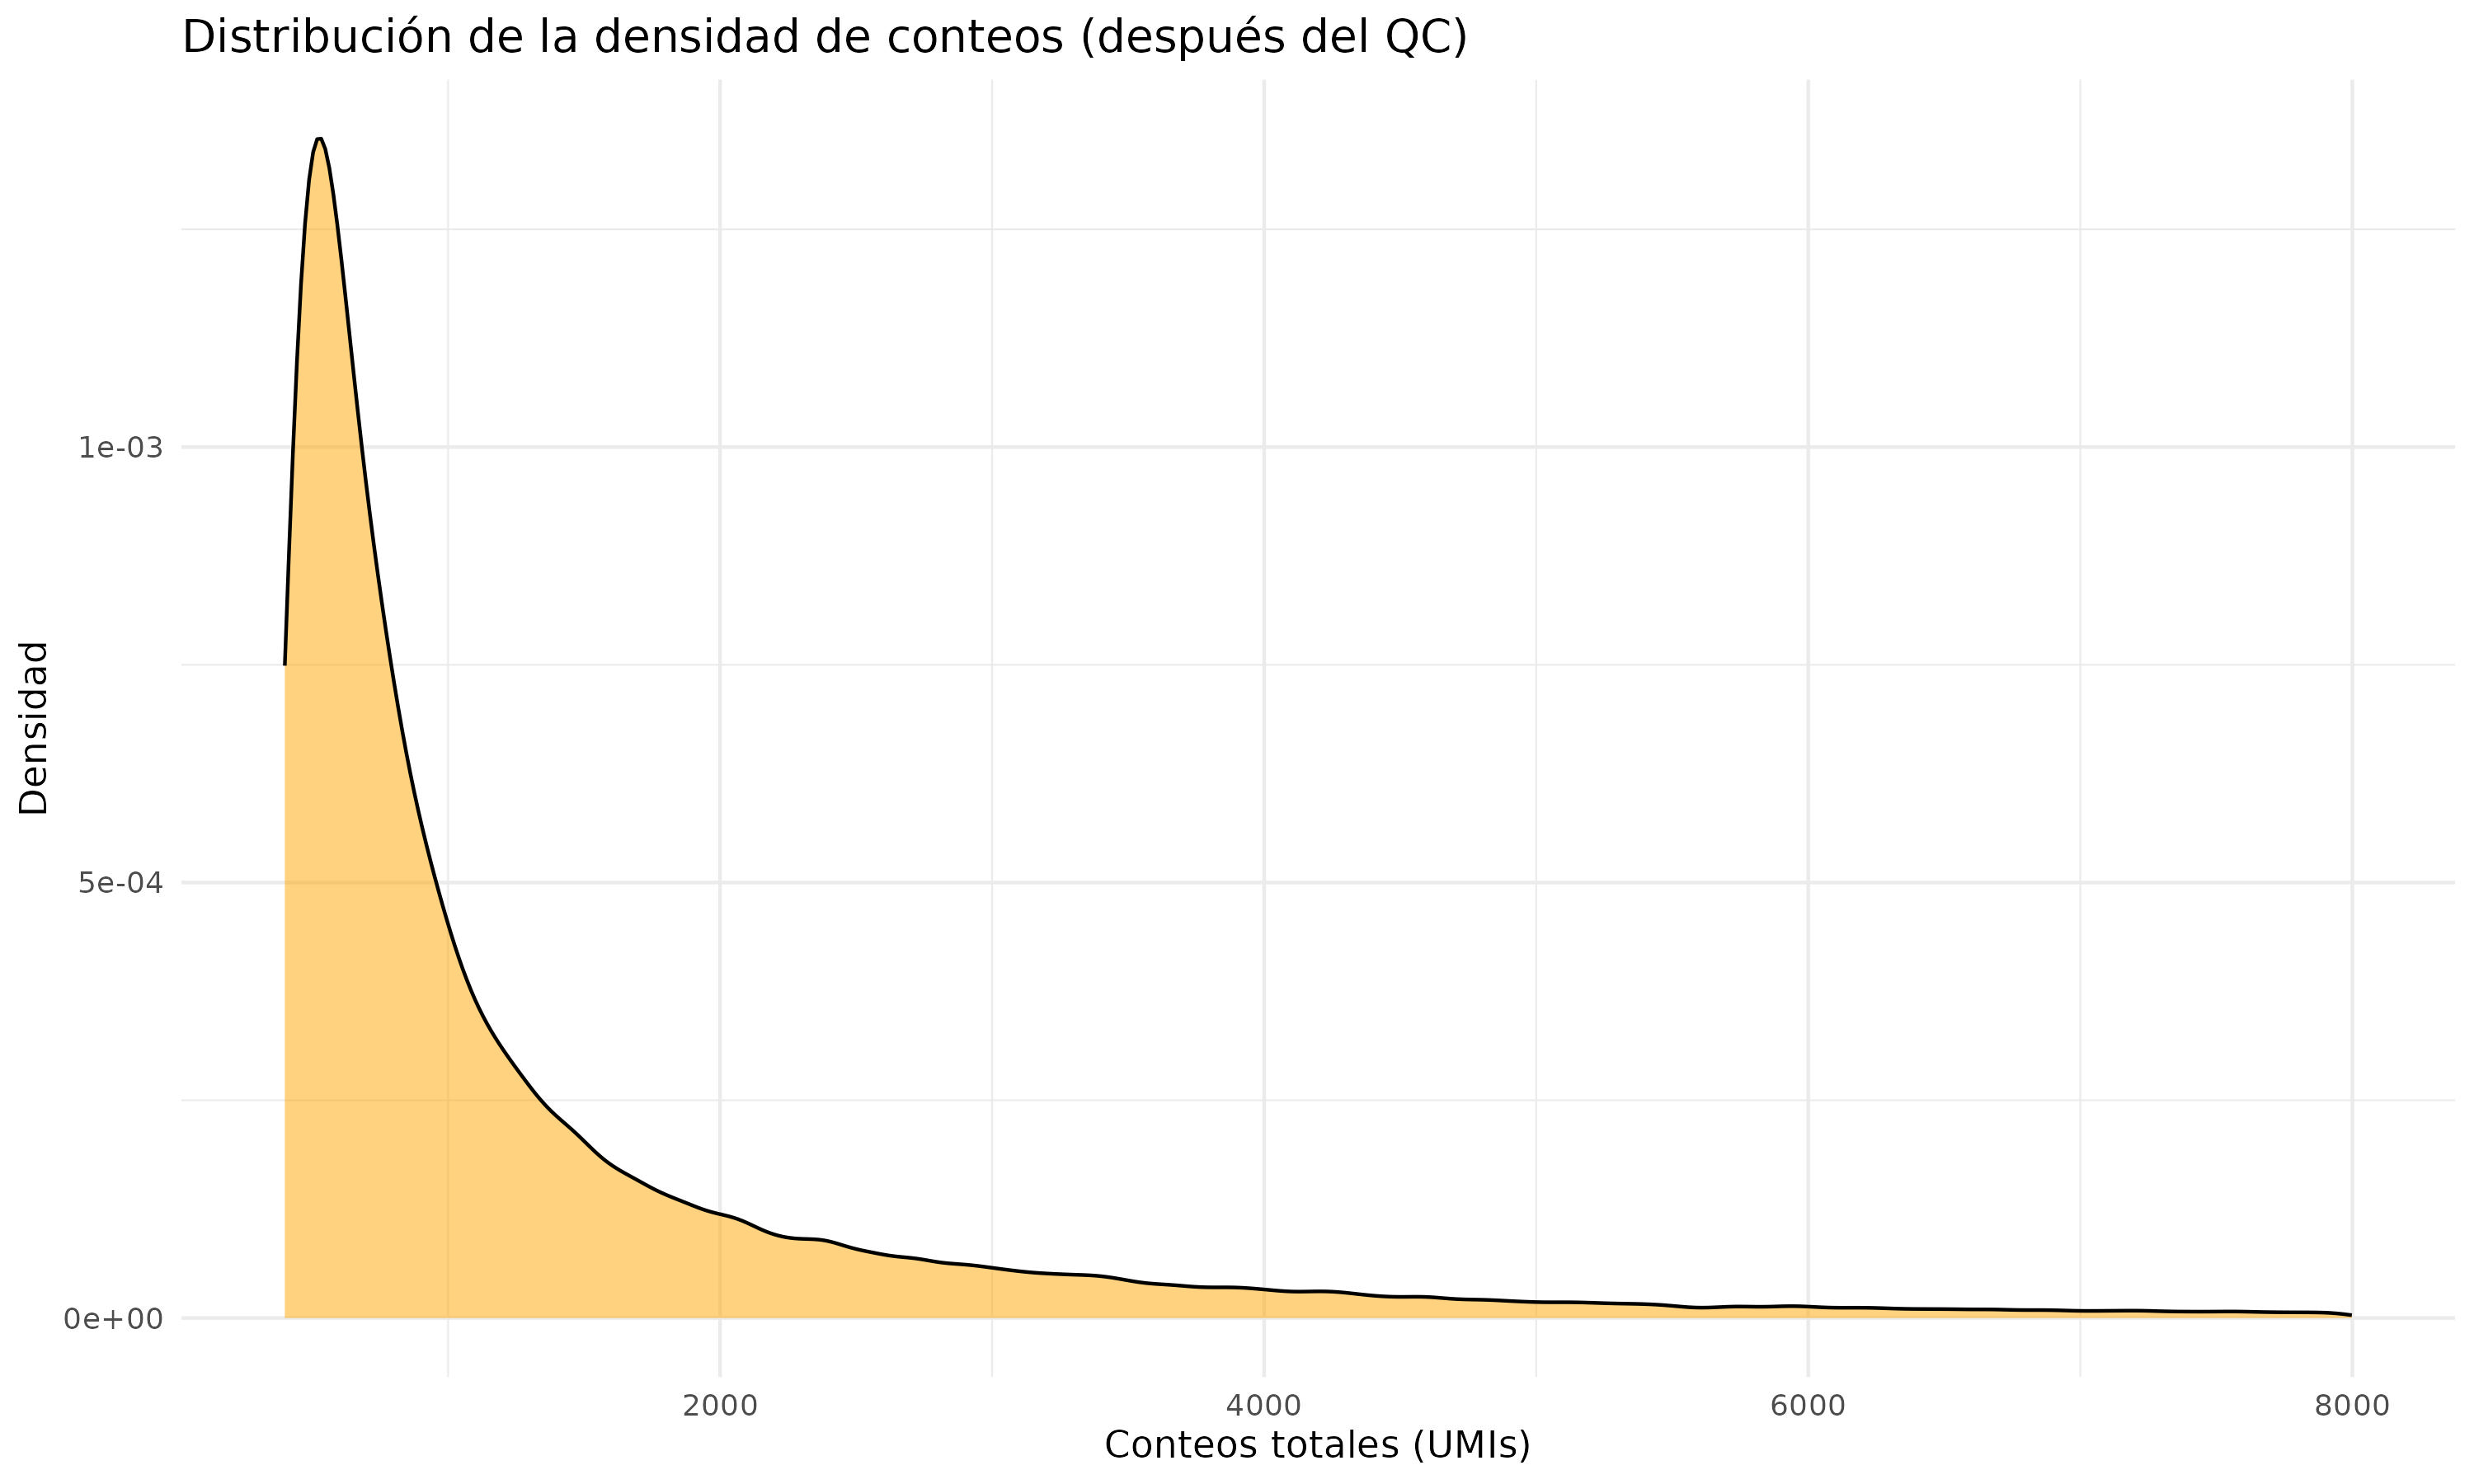 Distribución de la densidad de conteos (después del QC)
Densidad
1e-03
5e-04
0e+00
2000 4000 6000 8000
Conteos totales (UMIs)